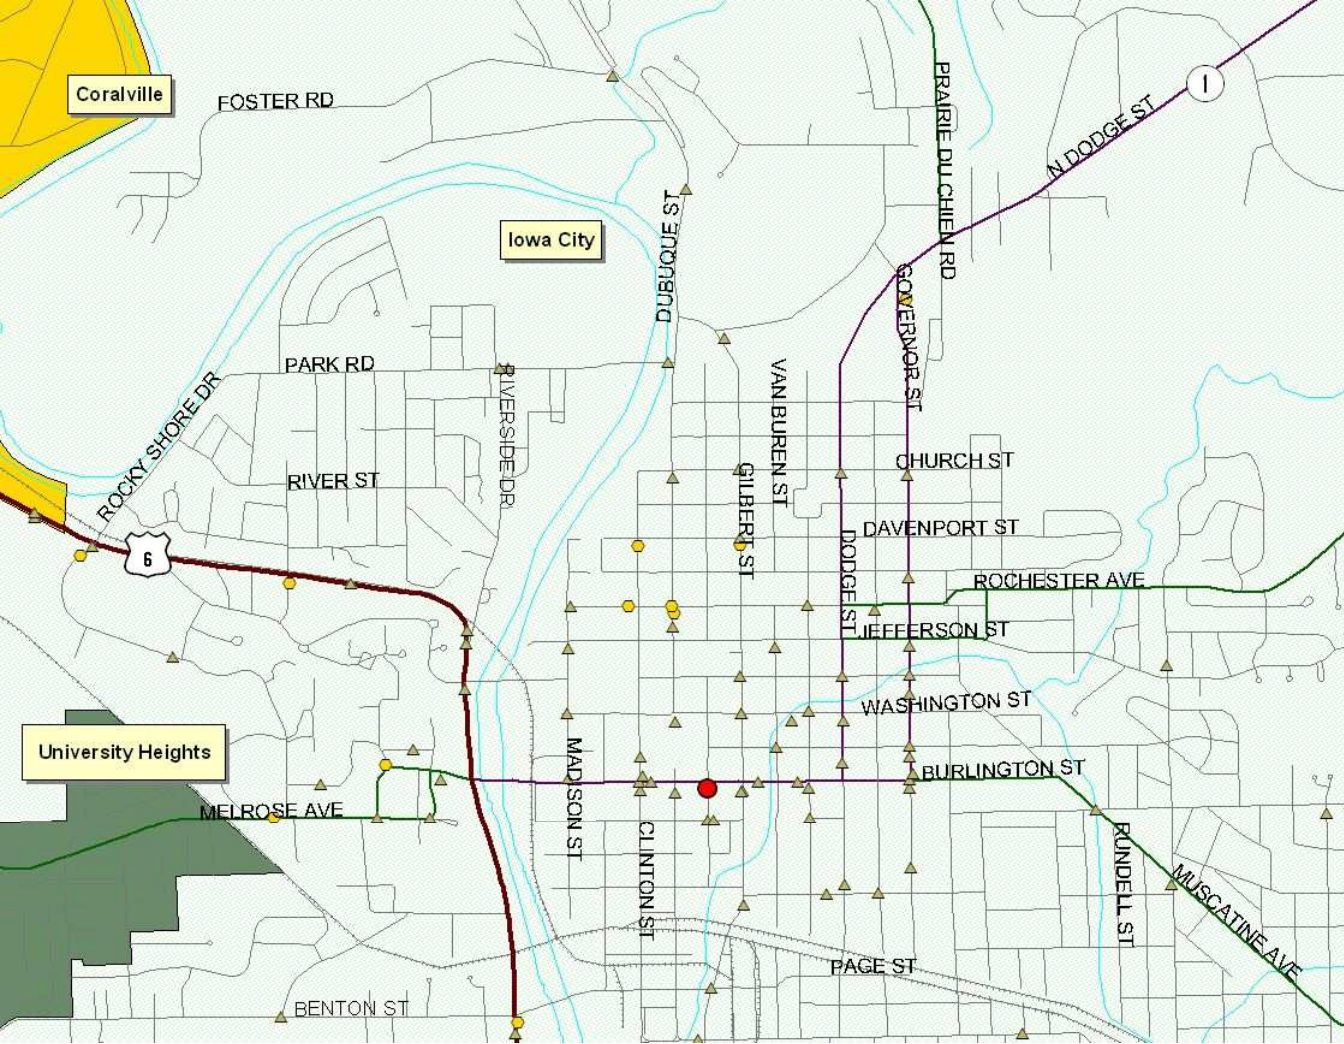 Coralville
FOSTER RD
PRAIRIE DU CHIEN RD
1
N DODGE ST
Iowa City
DUBUQUE ST
GOVERNOR ST
PARK RD
RIVERSIDE DR
VAN BUREN ST
ROCKY SHORE DR
RIVER ST
GILBERT ST
CHURCH ST
DAVENPORT ST
DODGE ST
6
ROCHESTER AVE
JEFFERSON ST
WASHINGTON ST
University Heights
MADISON ST
BURLINGTON ST
MELROSE AVE
CLINTON ST
RUNDELL ST
MUSCATINE AVE
PAGE ST
BENTON ST